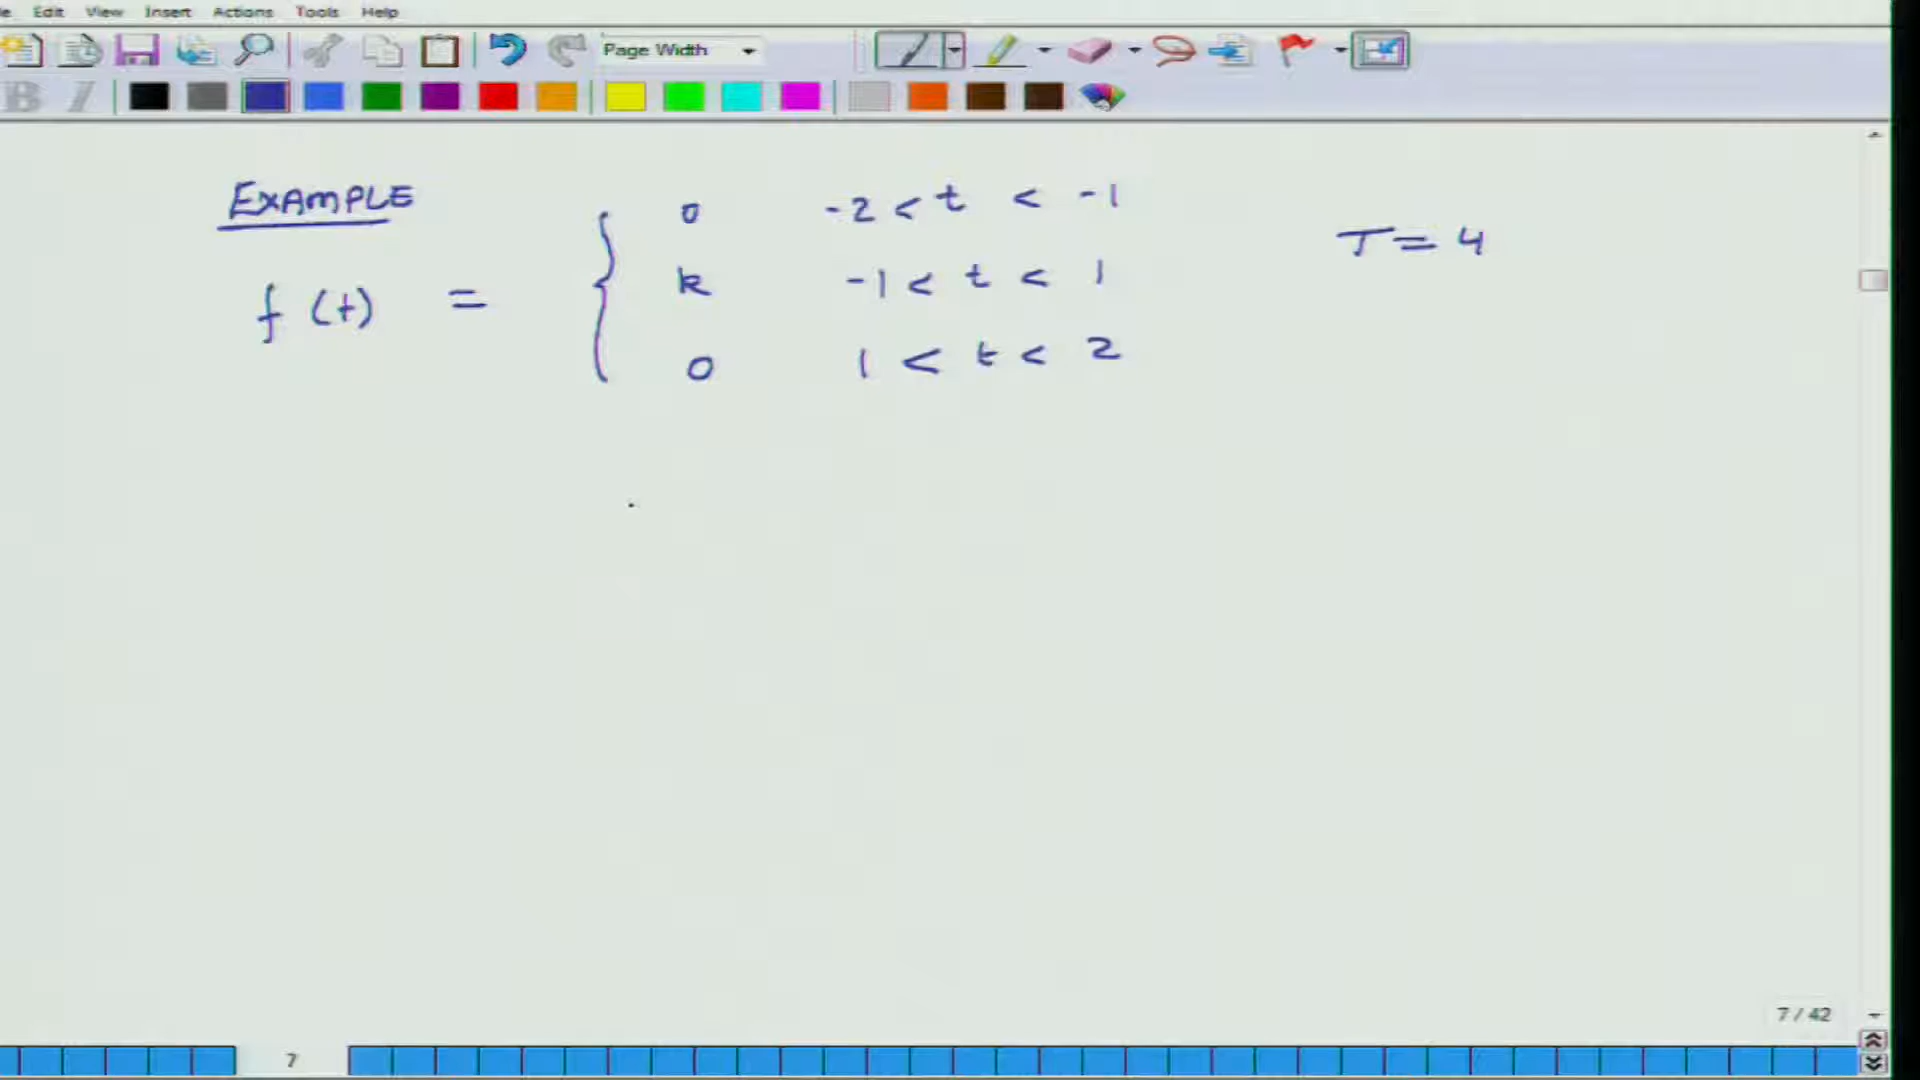 Edit View Insert Actions Tools Help
Page Width
B I
EXAMPLE
f (t) =
0 -2 < t < -1
k -1 < t < 1
0 1 < t < 2
T = 4
7 / 42
7